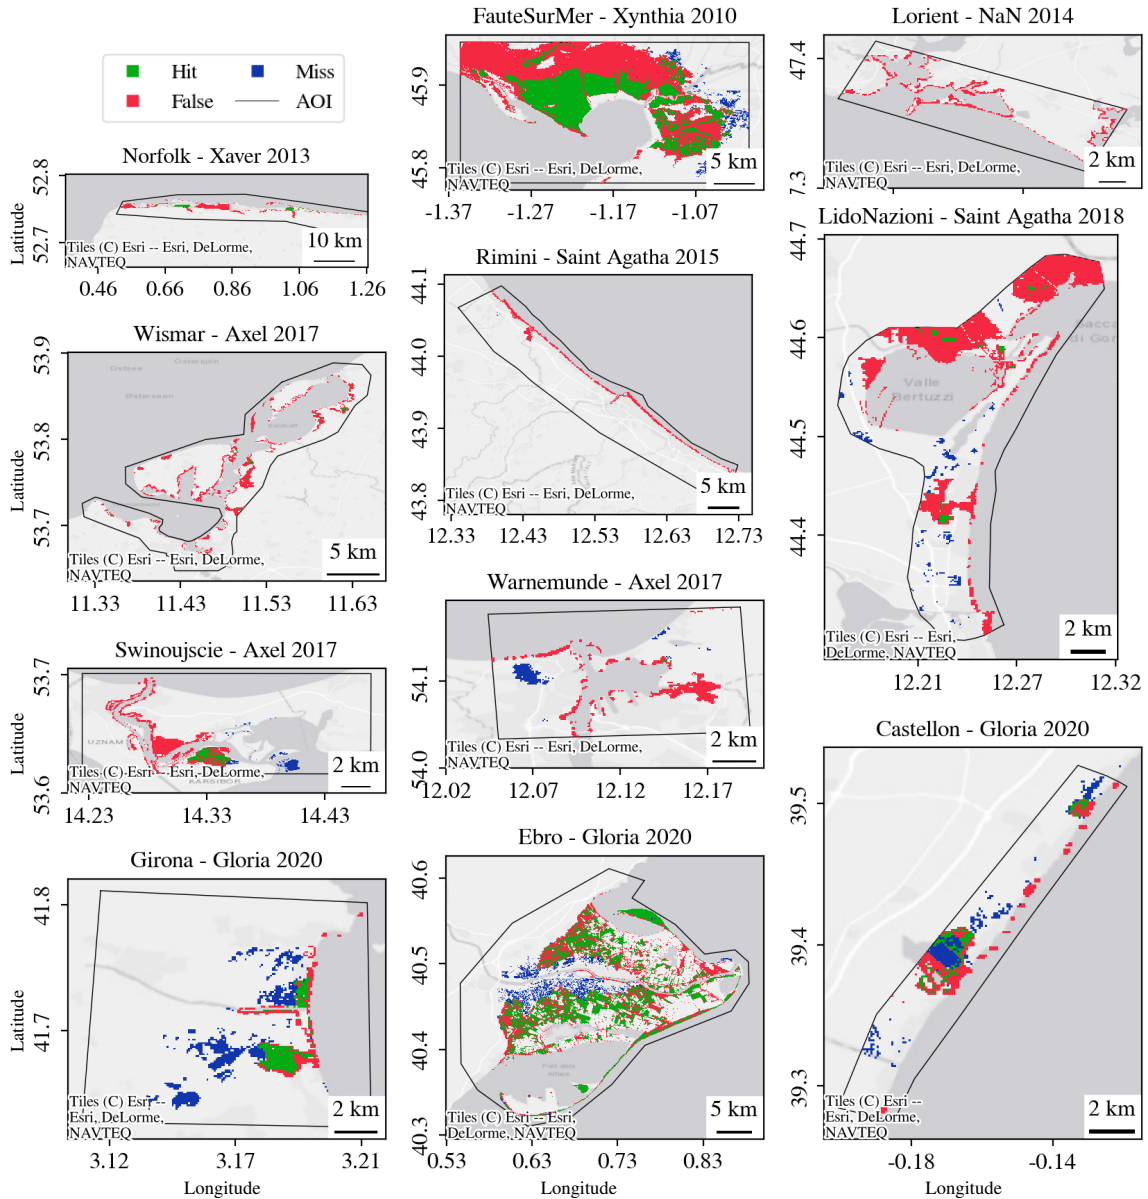 Hit
Miss
False
AOI
FauteSurMer - Xynthia 2010
45.9
45.8
Tiles (C) Esri -- Esri, DeLorme,
NAVTEQ
5 km
-1.37
-1.27
-1.17
-1.07
Lorient - NaN 2014
47.4
47.3
Tiles (C) Esri -- Esri, DeLorme,
NAVTEQ
2 km
Norfolk - Xaver 2013
Latitude
52.8
52.7
Tiles (C) Esri -- Esri, DeLorme,
NAVTEQ
10 km
0.46
0.66
0.86
1.06
1.26
Rimini - Saint Agatha 2015
44.1
44.0
43.9
43.8
Tiles (C) Esri -- Esri, DeLorme,
NAVTEQ
5 km
12.33
12.43
12.53
12.63
12.73
LidoNazioni - Saint Agatha 2018
44.7
44.6
44.5
44.4
Sacca
di Gor
Valle
Bertuzzi
Tiles (C) Esri -- Esri,
DeLorme, NAVTEQ
2 km
12.21
12.27
12.32
Wismar - Axel 2017
Latitude
53.9
53.8
53.7
Ostsee
Tiles (C) Esri -- Esri, DeLorme,
NAVTEQ
5 km
11.33
11.43
11.53
11.63
Warnemunde - Axel 2017
54.1
54.0
Tiles (C) Esri -- Esri, DeLorme,
NAVTEQ
2 km
12.02
12.07
12.12
12.17
Swinoujscie - Axel 2017
Latitude
53.7
53.6
UZNAM
KARSIBÓR
Tiles (C) Esri -- Esri, DeLorme,
NAVTEQ
2 km
14.23
14.33
14.43
Castellon - Gloria 2020
39.5
39.4
39.3
Tiles (C) Esri --
Esri, DeLorme,
NAVTEQ
2 km
-0.18
-0.14
Longitude
Girona - Gloria 2020
Latitude
41.8
41.7
Tiles (C) Esri --
Esri, DeLorme,
NAVTEQ
2 km
3.12
3.17
3.21
Longitude
Ebro - Gloria 2020
40.6
40.5
40.4
40.3
Port dels
Alfacs
Tiles (C) Esri -- Esri,
DeLorme, NAVTEQ
5 km
0.53
0.63
0.73
0.83
Longitude